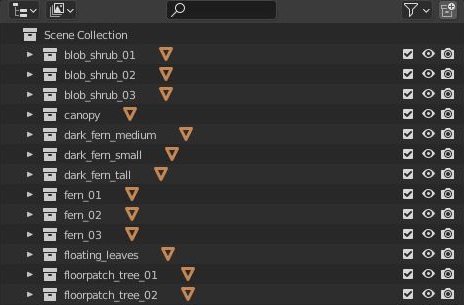 Scene Collection
blob_shrub_01
blob_shrub_02
blob_shrub_03
canopy
dark_fern_medium
dark_fern_small
dark_fern_tall
fern_01
fern_02
fern_03
floating_leaves
floorpatch_tree_01
floorpatch_tree_02